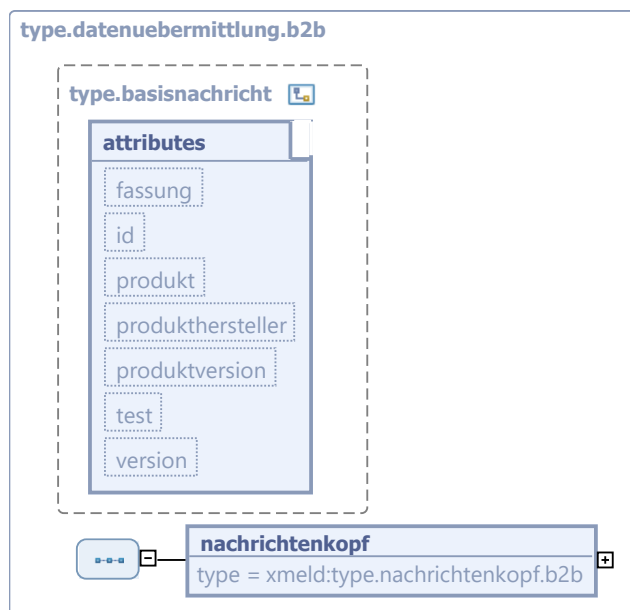 type.datenuebermittlung.b2b
type.basisnachricht
attributes
fassung
id
produkt
produkthersteller
produktversion
test
version
nachrichtenkopf
type = xmeld:type.nachrichtenkopf.b2b